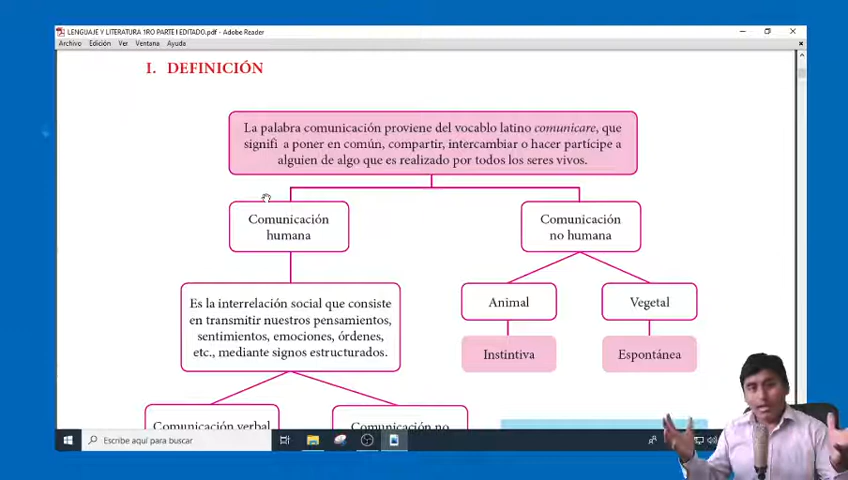 LENGUAJE Y LITERATURA 1RO PARTE I EDITADO.pdf - Adobe Reader
Archivo Edición Ver Ventana Ayuda
I. DEFINICIÓN
La palabra comunicación proviene del vocablo latino comunicare, que
signifi a poner en común, compartir, intercambiar o hacer partícipe a
alguien de algo que es realizado por todos los seres vivos.
Comunicación
humana
Comunicación
no humana
Es la interrelación social que consiste
en transmitir nuestros pensamientos,
sentimientos, emociones, órdenes,
etc., mediante signos estructurados.
Animal
Vegetal
Instintiva
Espontánea
Comunicación verbal
Comunicación no
Escribe aquí para buscar